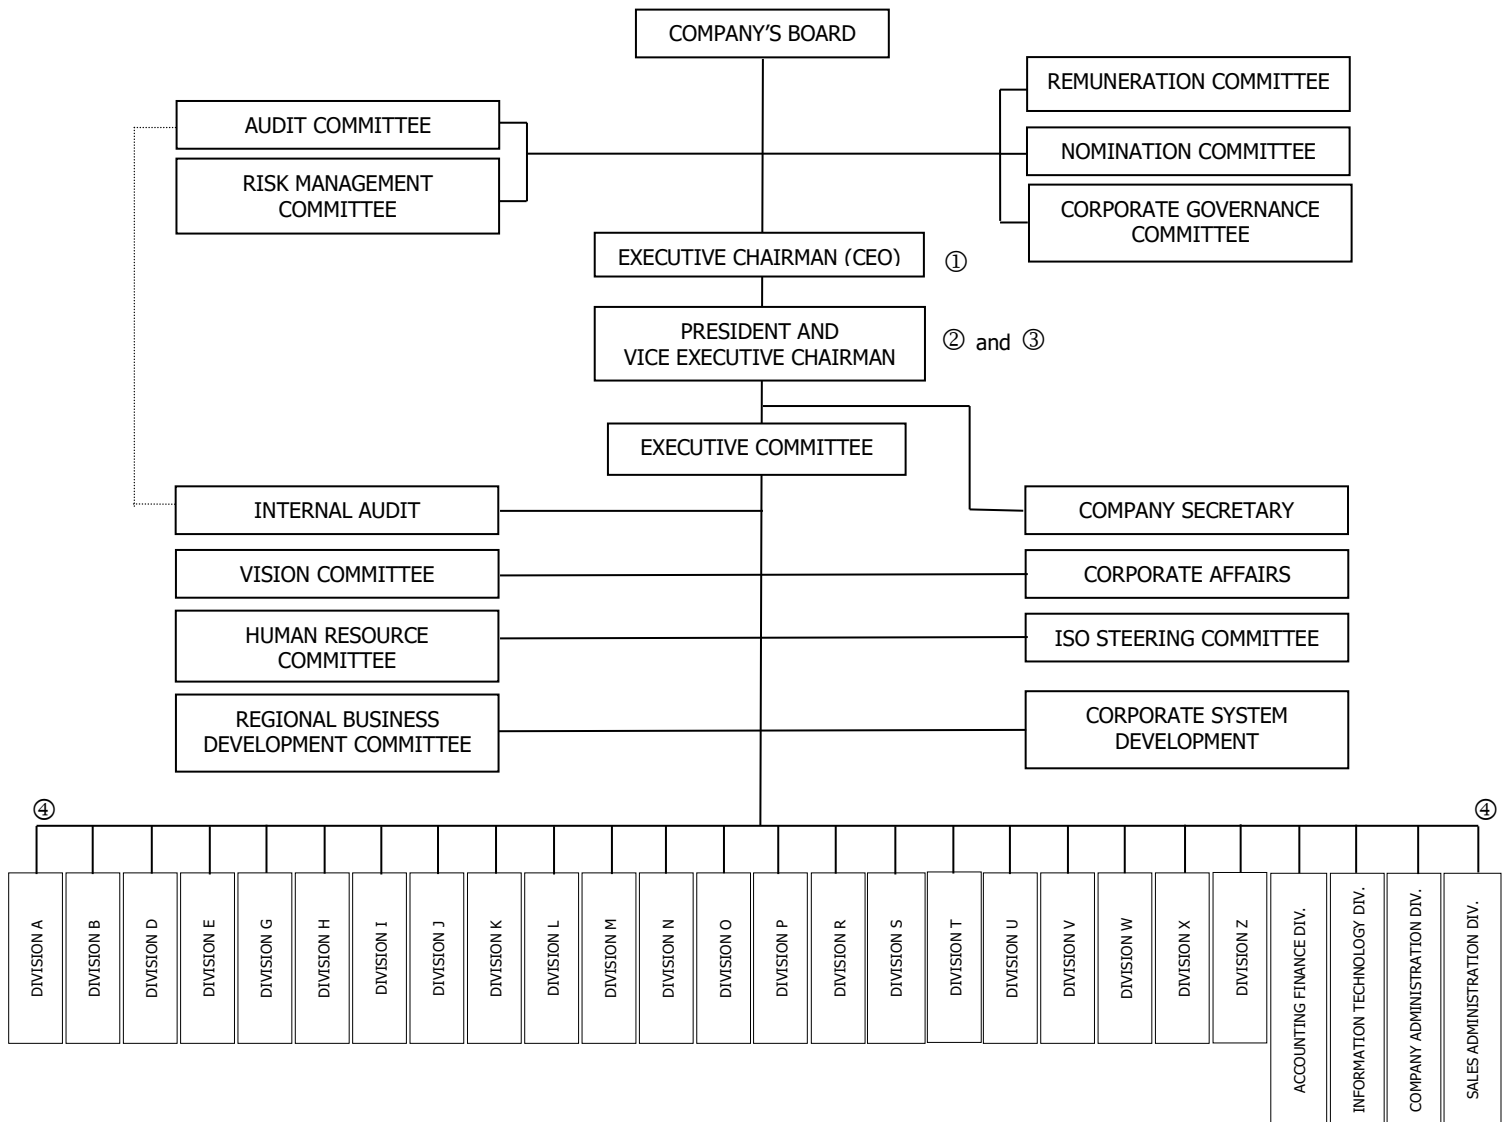 COMPANY'S BOARD
REMUNERATION COMMITTEE
AUDIT COMMITTEE
NOMINATION COMMITTEE
RISK MANAGEMENT
COMMITTEE
CORPORATE GOVERNANCE
COMMITTEE
EXECUTIVE CHAIRMAN (CEO)
①
PRESIDENT AND
VICE EXECUTIVE CHAIRMAN
② and ③
EXECUTIVE COMMITTEE
INTERNAL AUDIT
COMPANY SECRETARY
VISION COMMITTEE
CORPORATE AFFAIRS
HUMAN RESOURCE
COMMITTEE
ISO STEERING COMMITTEE
REGIONAL BUSINESS
DEVELOPMENT COMMITTEE
CORPORATE SYSTEM
DEVELOPMENT
④
④
DIVISION A
DIVISION B
DIVISION D
DIVISION E
DIVISION G
DIVISION H
DIVISION I
DIVISION J
DIVISION K
DIVISION L
DIVISION M
DIVISION N
DIVISION O
DIVISION P
DIVISION R
DIVISION S
DIVISION T
DIVISION U
DIVISION V
DIVISION W
DIVISION X
DIVISION Z
ACCOUNTING FINANCE DIV.
INFORMATION TECHNOLOGY DIV.
COMPANY ADMINISTRATION DIV.
SALES ADMINISTRATION DIV.